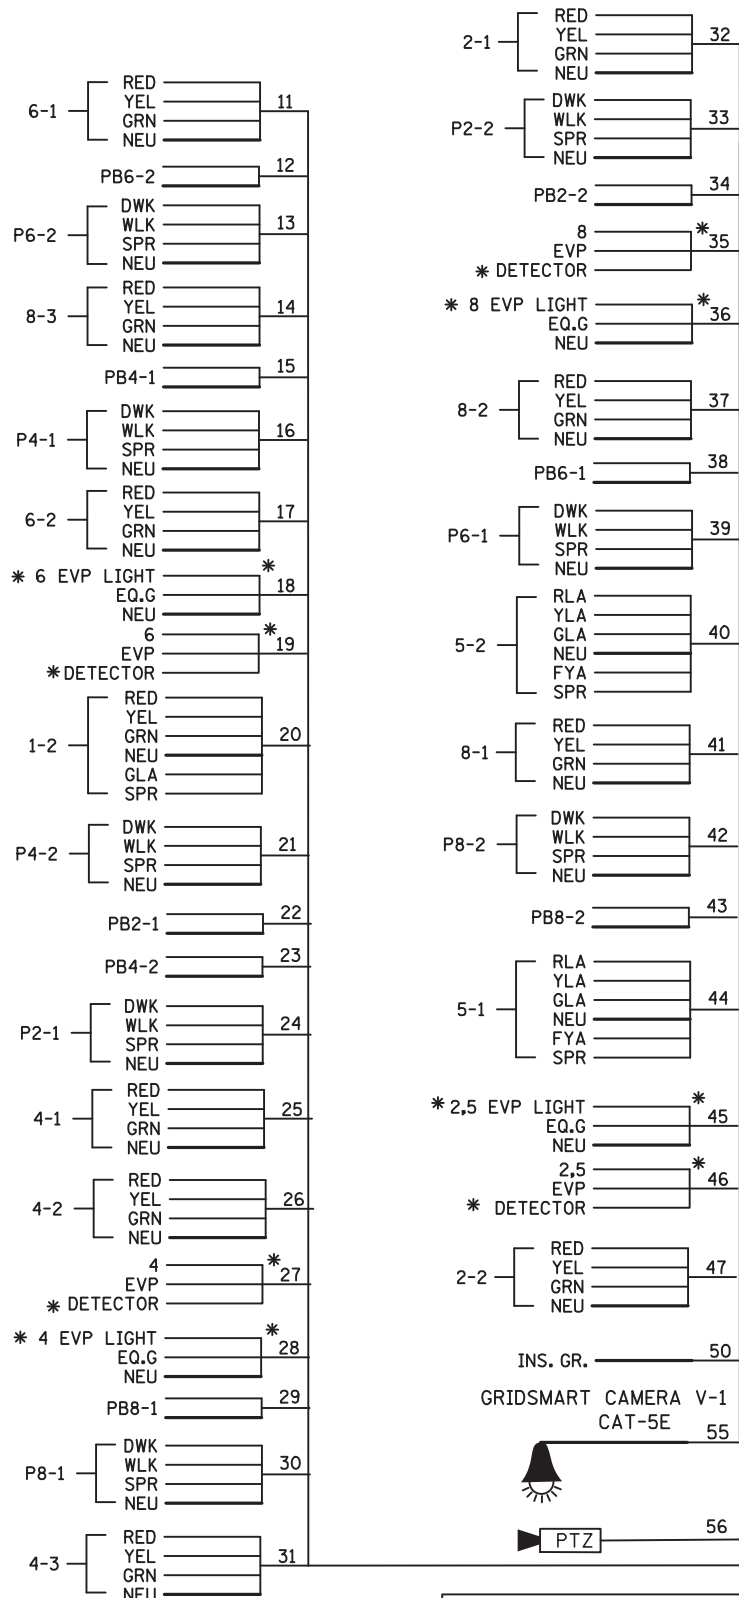 6-1
RED
YEL
GRN
NEU
11
PB6-2
12
P6-2
DWK
WLK
SPR
NEU
13
8-3
RED
YEL
GRN
NEU
14
PB4-1
15
P4-1
DWK
WLK
SPR
NEU
16
6-2
RED
YEL
GRN
NEU
17
* 6 EVP LIGHT *
EQ.G
NEU
18
6 *
EVP
* DETECTOR
19
1-2
RED
YEL
GRN
NEU
GLA
SPR
20
P4-2
DWK
WLK
SPR
NEU
21
PB2-1
22
PB4-2
23
P2-1
DWK
WLK
SPR
NEU
24
4-1
RED
YEL
GRN
NEU
25
4-2
RED
YEL
GRN
NEU
26
4 *
EVP
* DETECTOR
27
* 4 EVP LIGHT *
EQ.G
NEU
28
PB8-1
29
P8-1
DWK
WLK
SPR
NEU
30
4-3
RED
YEL
GRN
NEU
31
2-1
RED
YEL
GRN
NEU
32
P2-2
DWK
WLK
SPR
NEU
33
PB2-2
34
8 *
EVP
* DETECTOR
35
* 8 EVP LIGHT *
EQ.G
NEU
36
8-2
RED
YEL
GRN
NEU
37
PB6-1
38
P6-1
DWK
WLK
SPR
NEU
39
5-2
RLA
YLA
GLA
NEU
FYA
SPR
40
8-1
RED
YEL
GRN
NEU
41
P8-2
DWK
WLK
SPR
NEU
42
PB8-2
43
5-1
RLA
YLA
GLA
NEU
FYA
SPR
44
* 2,5 EVP LIGHT *
EQ.G
NEU
45
2,5 *
EVP
* DETECTOR
46
2-2
RED
YEL
GRN
NEU
47
INS. GR.
50
GRIDSMART CAMERA V-1
CAT-5E
55
PTZ
56